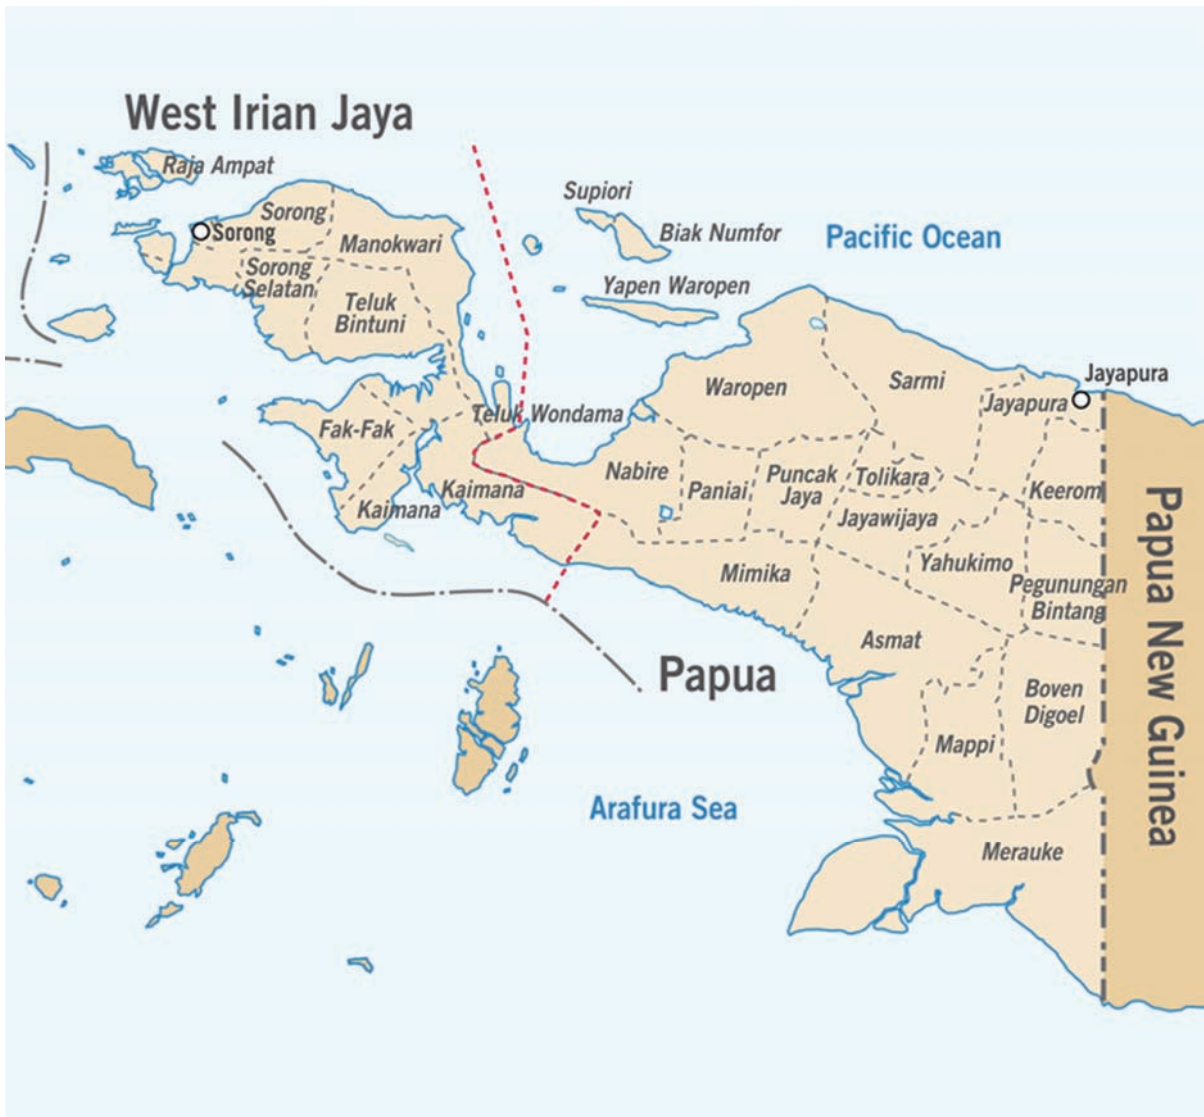 West Irian Jaya
Raja Ampat
Supiori
Sorong
Sorong
Manokwari
Biak Numfor
Pacific Ocean
Sorong
Selatan
Yapen Waropen
Teluk
Bintuni
Jayapura
Waropen
Sarmi
Jayapura
Teluk Wondama
Fak-Fak
Nabire
Puncak
Jaya
Tolikara
Paniai
Kaimana
Keerom
Kaimana
Jayawijaya
Yahukimo
Mimika
Pegunungan
Bintang
Asmat
Papua
Boven
Digoel
Mappi
Papua New Guinea
Arafura Sea
Merauke